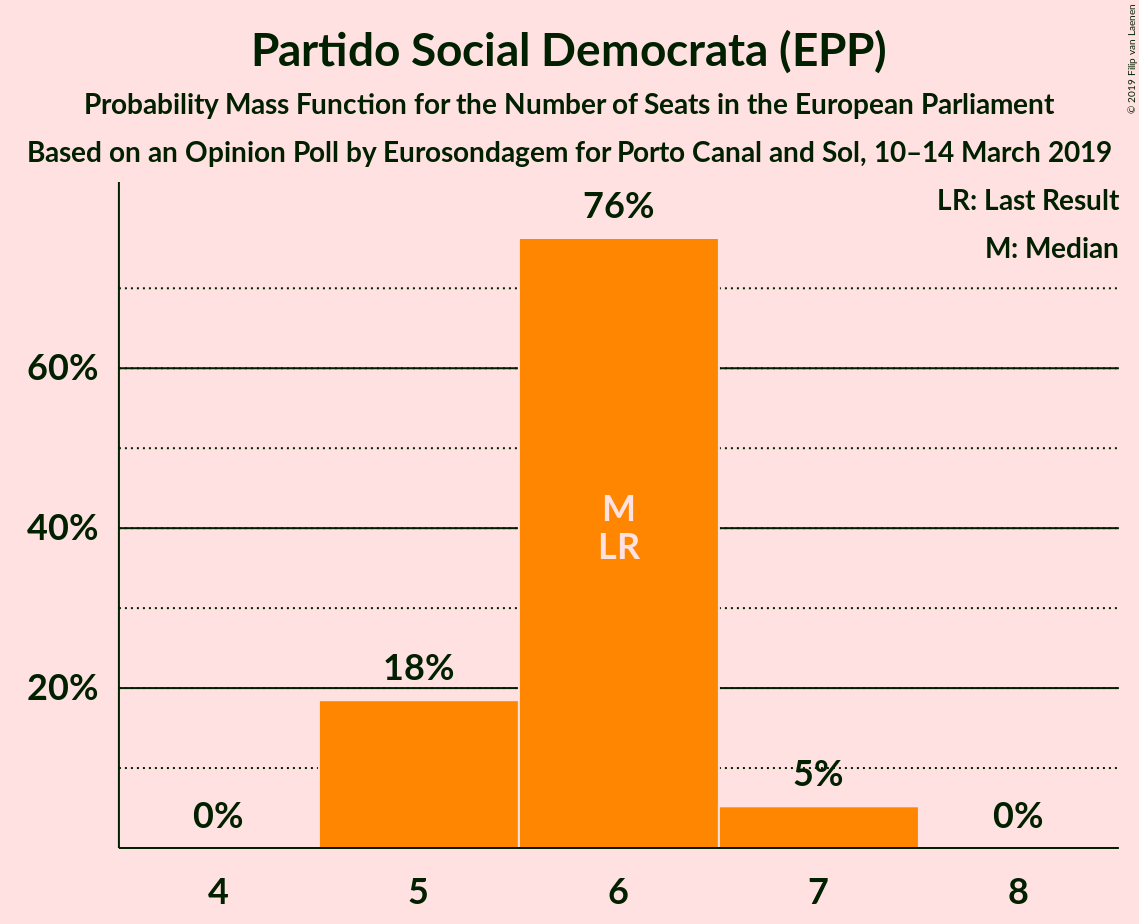 Partido Social Democrata (EPP)
Probability Mass Function for the Number of Seats in the European Parliament
Based on an Opinion Poll by Eurosondagem for Porto Canal and Sol, 10–14 March 2019
© 2019 Filip van Laenen
LR: Last Result
M: Median
76%
60%
M
40%
LR
18%
20%
5%
0%
0%
4 5 6 7 8